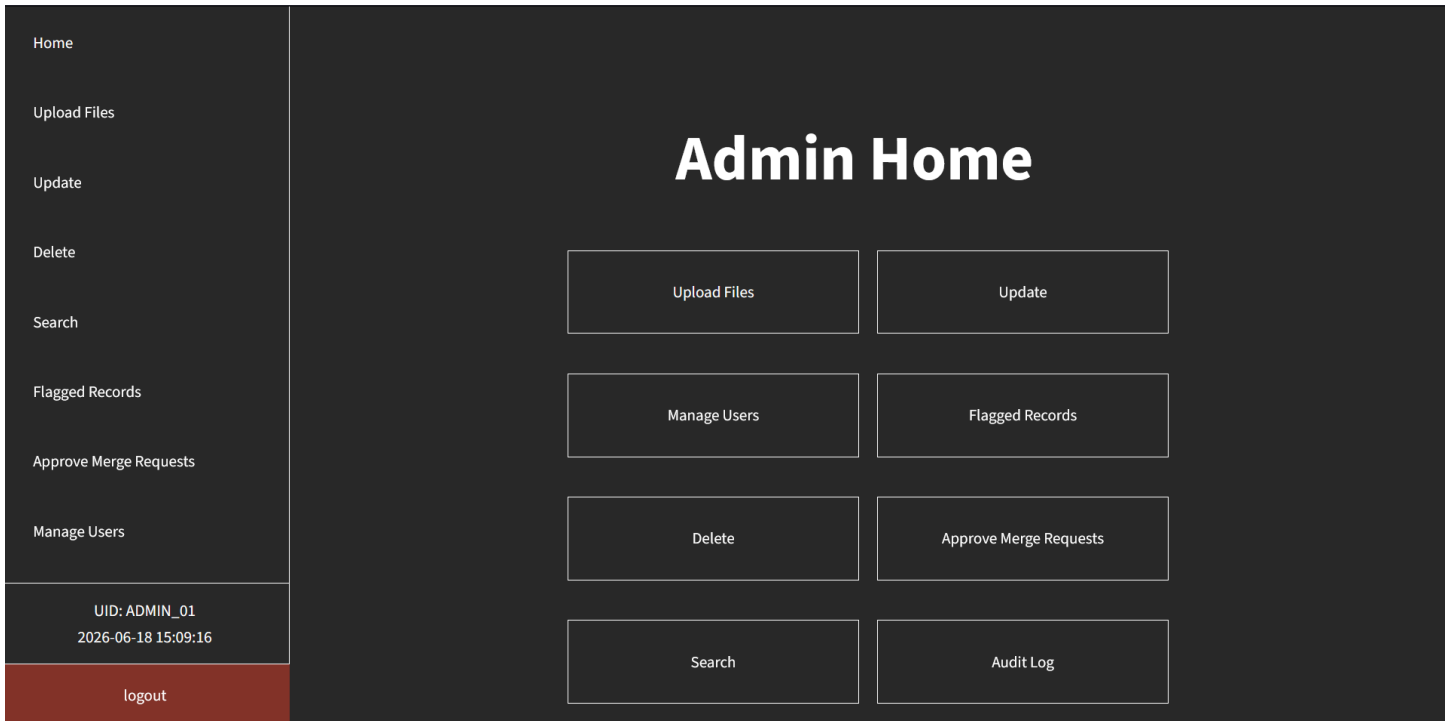 Home
Upload Files
Update
Delete
Search
Flagged Records
Approve Merge Requests
Manage Users
UID: ADMIN_01
2026-06-18 15:09:16
logout
Admin Home
Upload Files
Update
Manage Users
Flagged Records
Delete
Approve Merge Requests
Search
Audit Log